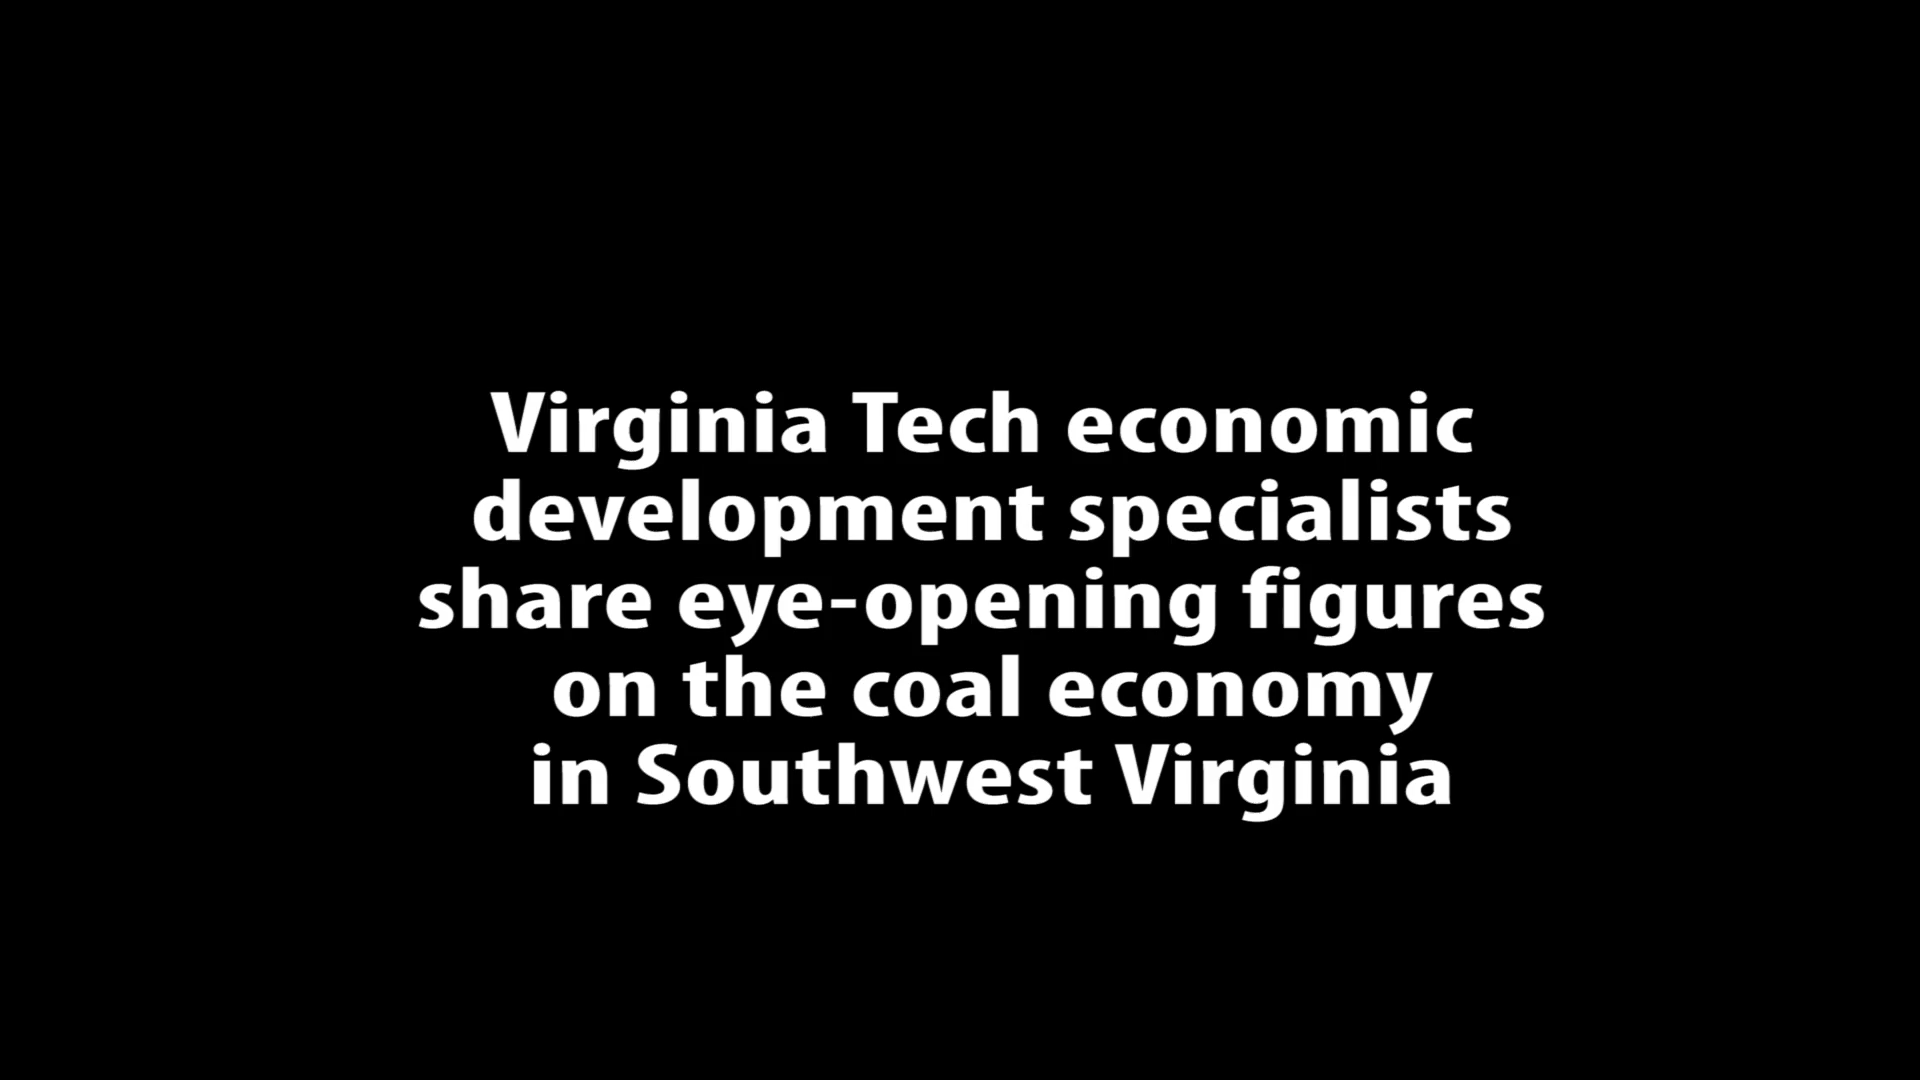 Virginia Tech economic
development specialists
share eye-opening figures
on the coal economy
in Southwest Virginia